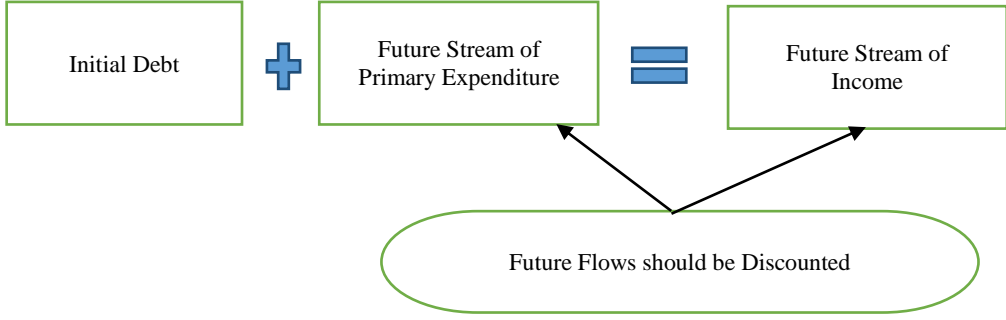 Initial Debt
Future Stream of
Primary Expenditure
Future Stream of
Income
Future Flows should be Discounted